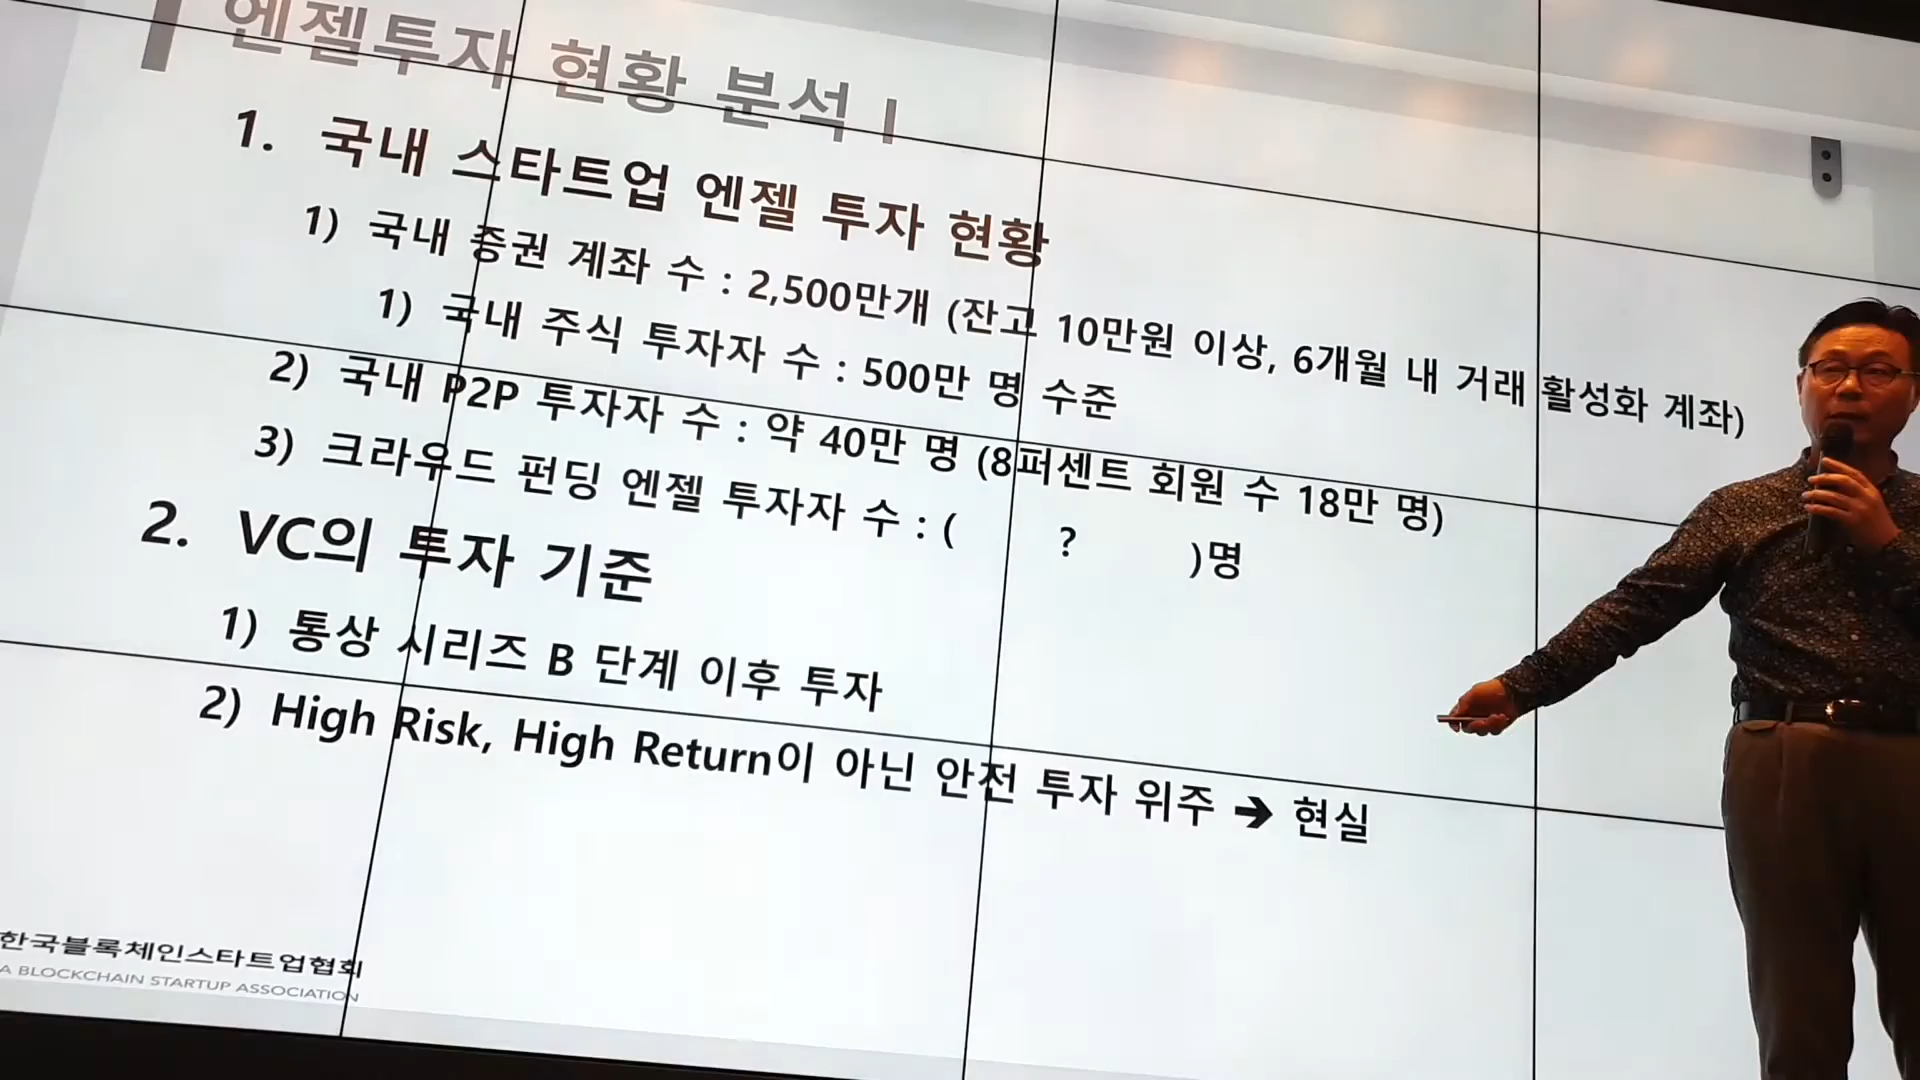 엔젤투자 현황 분석 I
1. 국내 스타트업 엔젤 투자 현황
1) 국내 증권 계좌 수 : 2,500만개 (잔고 10만원 이상, 6개월 내 거래 활성화 계좌)
1) 국내 주식 투자자 수 : 500만 명 수준
2) 국내 P2P 투자자 수 : 약 40만 명 (8퍼센트 회원 수 18만 명)
3) 크라우드 펀딩 엔젤 투자자 수 : ( ? )명
2. VC의 투자 기준
1) 통상 시리즈 B 단계 이후 투자
2) High Risk, High Return이 아닌 안전 투자 위주 ➔ 현실
한국블록체인스타트업협회
A BLOCKCHAIN STARTUP ASSOCIATION